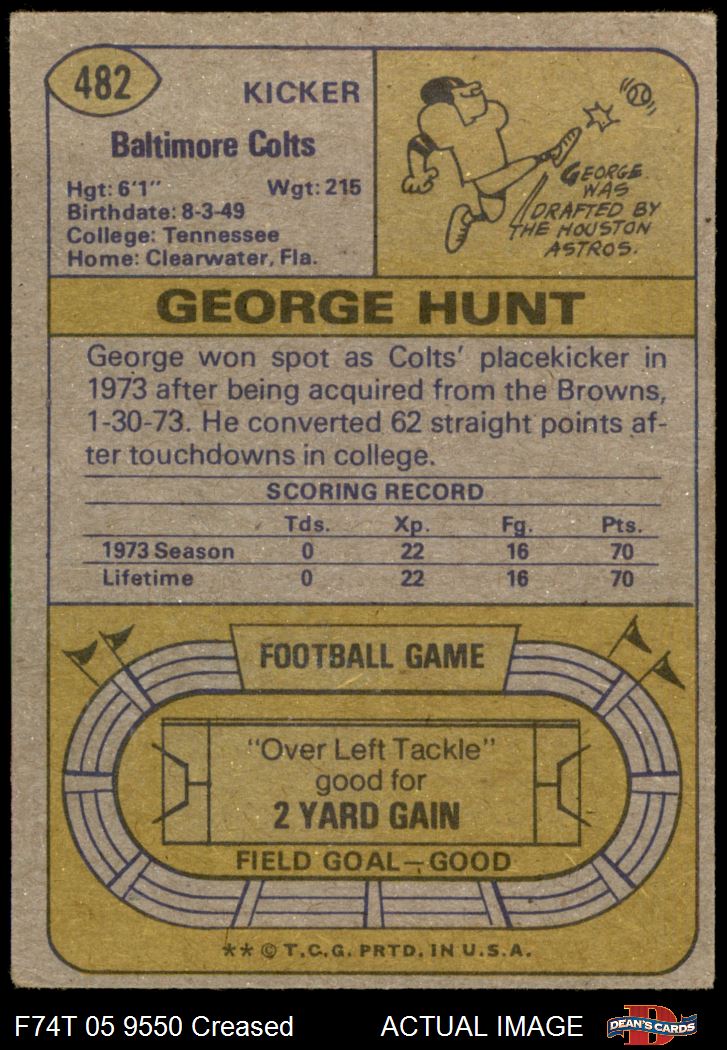 482
KICKER
Baltimore Colts
Hgt: 6'1" Wgt: 215
Birthdate: 8-3-49
College: Tennessee
Home: Clearwater, Fla.
GEORGE
WAS
DRAFTED BY
THE HOUSTON
ASTROS.
GEORGE HUNT
George won spot as Colts' placekicker in
1973 after being acquired from the Browns,
1-30-73. He converted 62 straight points af-
ter touchdowns in college.
SCORING RECORD
Tds. Xp. Fg. Pts.
1973 Season 0 22 16 70
Lifetime 0 22 16 70
FOOTBALL GAME
"Over Left Tackle"
good for
2 YARD GAIN
FIELD GOAL—GOOD
** © T.C.G. PRTD. IN U.S.A.
F74T 05 9550 Creased ACTUAL IMAGE
D
DEAN'S CARDS